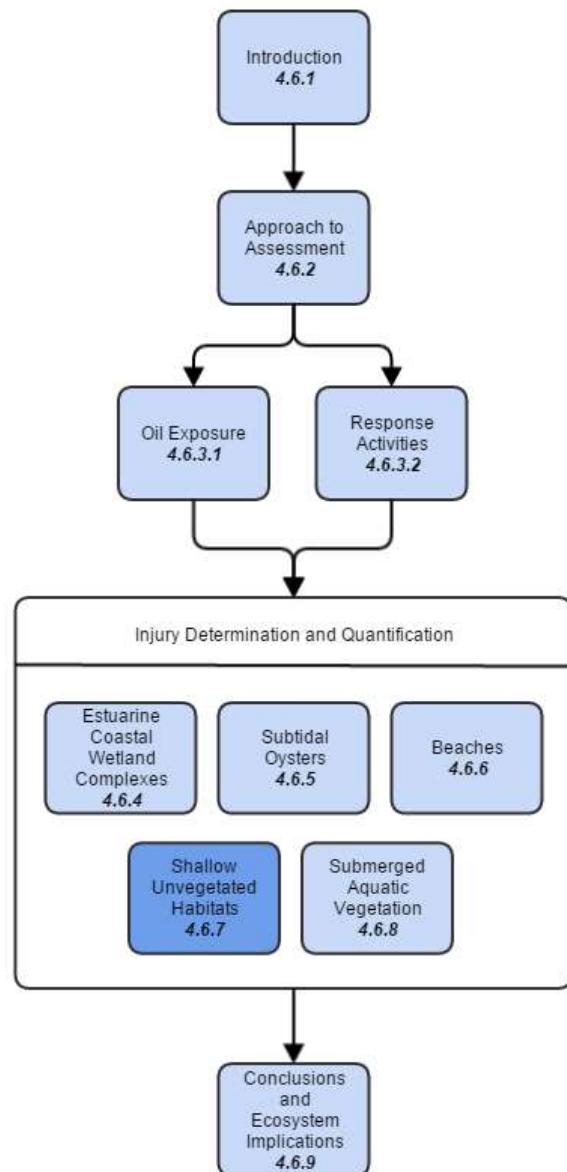 Introduction
4.6.1
Approach to
Assessment
4.6.2
Oil Exposure
4.6.3.1
Response
Activities
4.6.3.2
Injury Determination and Quantification
Estuarine
Coastal
Wetland
Complexes
4.6.4
Subtidal
Oysters
4.6.5
Beaches
4.6.6
Shallow
Unvegetated
Habitats
4.6.7
Submerged
Aquatic
Vegetation
4.6.8
Conclusions
and
Ecosystem
Implications
4.6.9